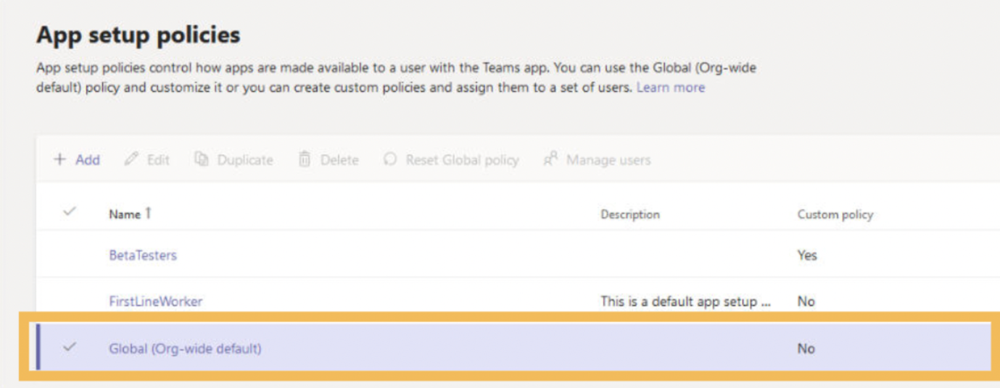 App setup policies
App setup policies control how apps are made available to a user with the Teams app. You can use the Global (Org-wide
default) policy and customize it or you can create custom policies and assign them to a set of users. Learn more
+ Add Edit Duplicate Delete Reset Global policy Manage users
Name ↑ Description Custom policy
BetaTesters Yes
FirstLineWorker This is a default app setup ... No
Global (Org-wide default) No